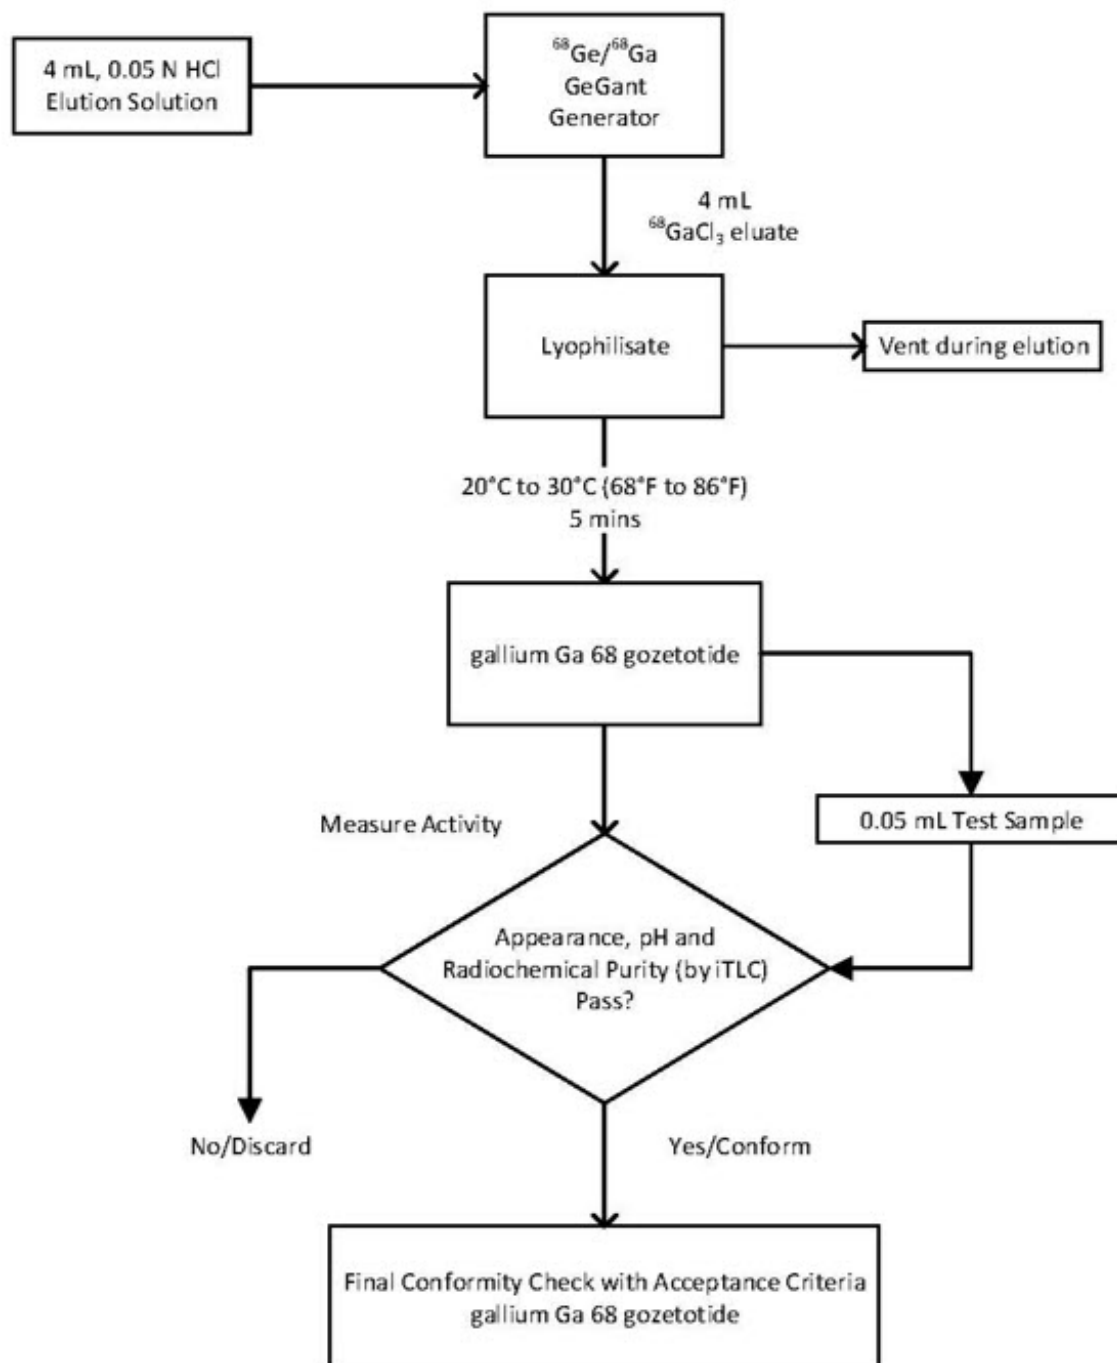 4 mL, 0.05 N HCl
Elution Solution
⁶⁸Ge/⁶⁸Ga
GeGant
Generator
4 mL
⁶⁸GaCl₃ eluate
Lyophilisate
Vent during elution
20°C to 30°C (68°F to 86°F)
5 mins
gallium Ga 68 gozetotide
Measure Activity
0.05 mL Test Sample
Appearance, pH and
Radiochemical Purity (by iTLC)
Pass?
No/Discard
Yes/Conform
Final Conformity Check with Acceptance Criteria
gallium Ga 68 gozetotide